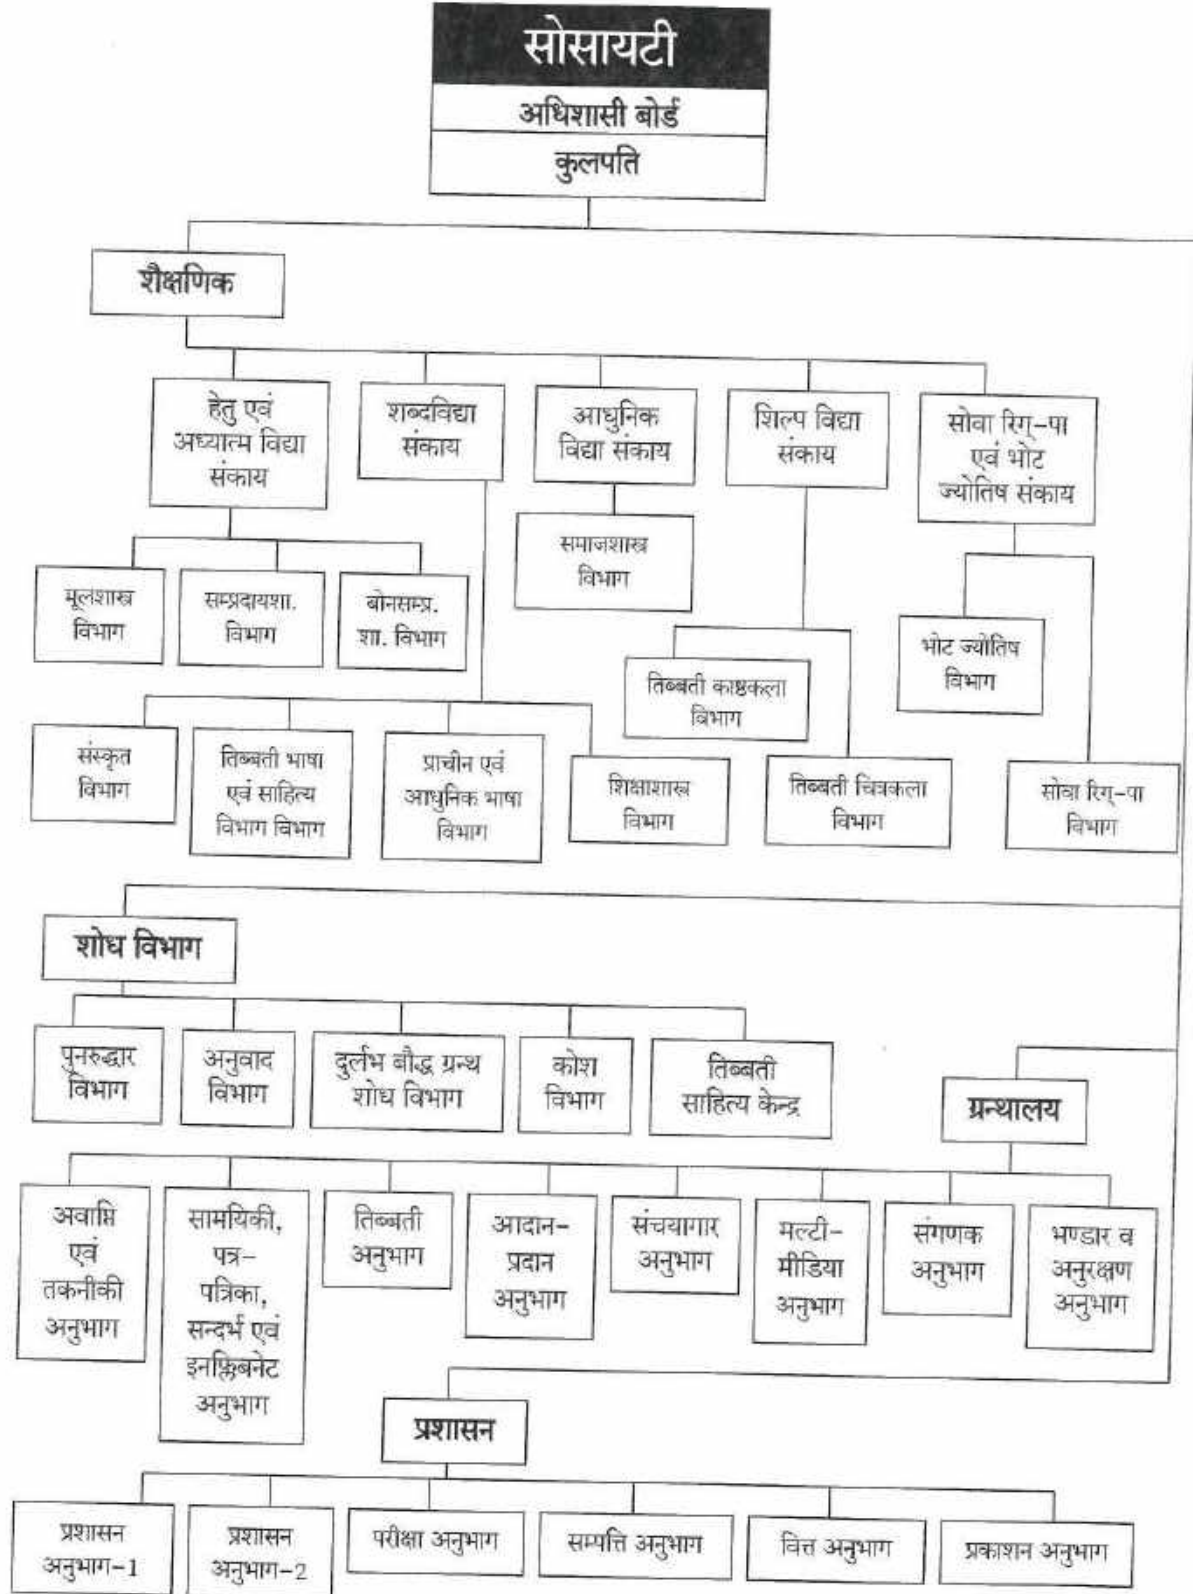 सोसायटी
अधिशासी बोर्ड
कुलपति
शैक्षणिक
हेतु एवं
अध्यात्म विद्या
संकाय
शब्दविद्या
संकाय
आधुनिक
विद्या संकाय
शिल्प विद्या
संकाय
सोवा रिग्-पा
एवं भोट
ज्योतिष संकाय
मूलशास्त्र
विभाग
सम्प्रदायशा.
विभाग
बोनसम्प्र.
शा. विभाग
समाजशास्त्र
विभाग
तिब्बती काष्ठकला
विभाग
भोट ज्योतिष
विभाग
संस्कृत
विभाग
तिब्बती भाषा
एवं साहित्य
विभाग विभाग
प्राचीन एवं
आधुनिक भाषा
विभाग
शिक्षाशास्त्र
विभाग
तिब्बती चित्रकला
विभाग
सोवा रिग्-पा
विभाग
शोध विभाग
पुनरुद्धार
विभाग
अनुवाद
विभाग
दुर्लभ बौद्ध ग्रन्थ
शोध विभाग
कोश
विभाग
तिब्बती
साहित्य केन्द्र
ग्रन्थालय
अवाप्ति
एवं
तकनीकी
अनुभाग
सामयिकी,
पत्र-
पत्रिका,
सन्दर्भ एवं
इनफ्लिबनेट
अनुभाग
तिब्बती
अनुभाग
आदान-
प्रदान
अनुभाग
संचयागार
अनुभाग
मल्टी-
मीडिया
अनुभाग
संगणक
अनुभाग
भण्डार व
अनुरक्षण
अनुभाग
प्रशासन
प्रशासन
अनुभाग-1
प्रशासन
अनुभाग-2
परीक्षा अनुभाग
सम्पत्ति अनुभाग
वित्त अनुभाग
प्रकाशन अनुभाग